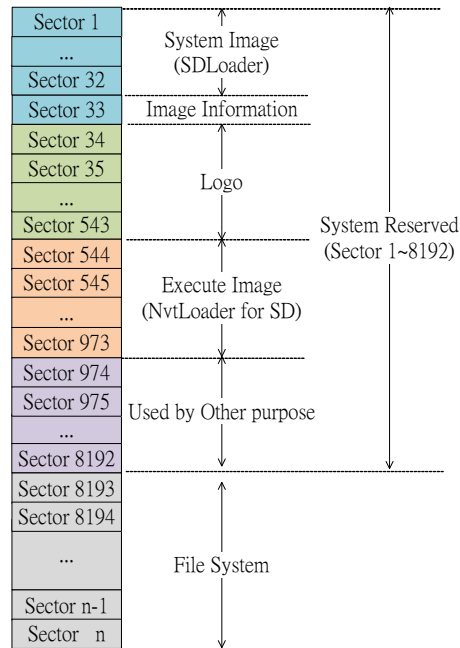 Sector 1
...
Sector 32
Sector 33
Sector 34
Sector 35
...
Sector 543
Sector 544
Sector 545
...
Sector 973
Sector 974
Sector 975
...
Sector 8192
Sector 8193
Sector 8194
...
Sector n-1
Sector n
System Image
(SDLoader)
Image Information
Logo
Execute Image
(NvtLoader for SD)
Used by Other purpose
File System
System Reserved
(Sector 1~8192)